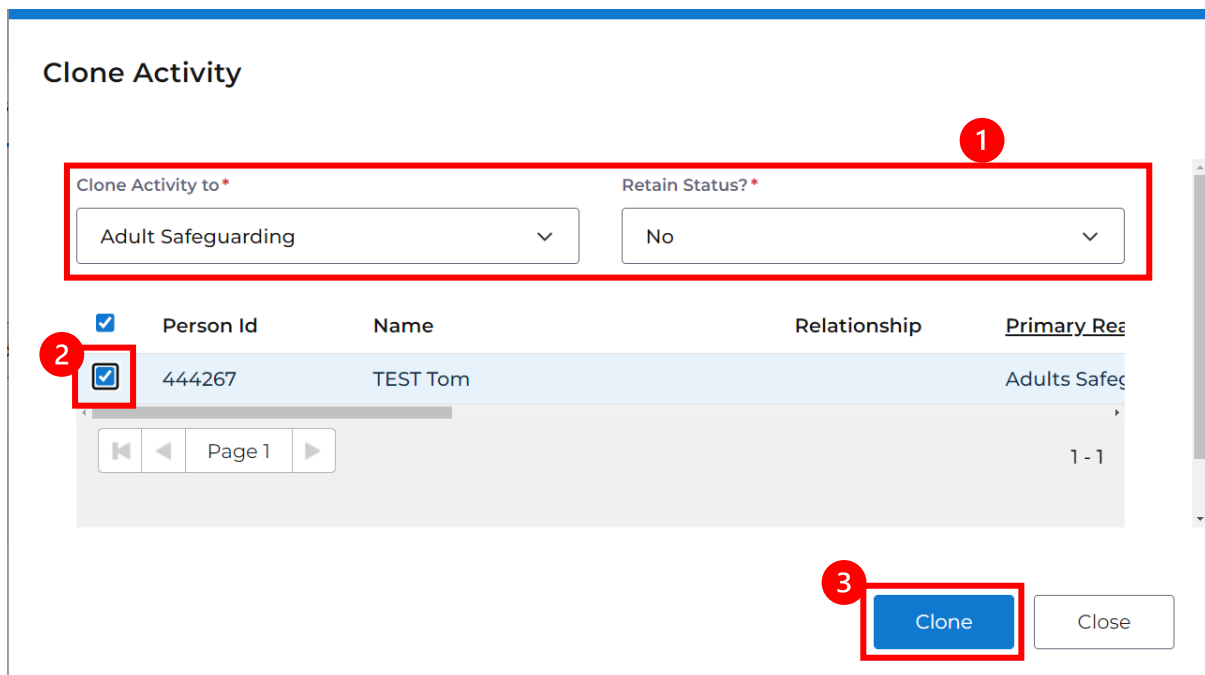 Clone Activity
1
Clone Activity to* Retain Status?*
Adult Safeguarding No
Person Id Name Relationship Primary Rea
2
444267 TEST Tom Adults Safeg
Page 1 1 - 1
3
Clone Close